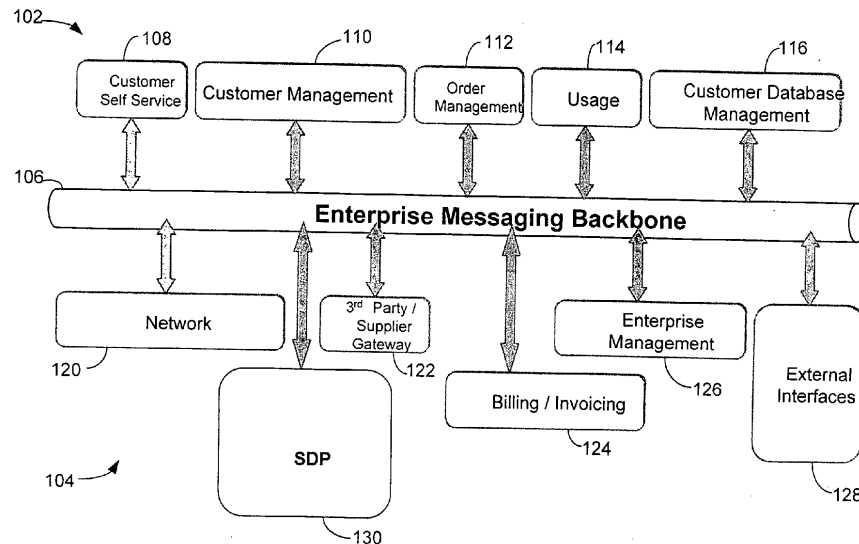 102
108
110
112
114
116
Customer
Self Service
Customer Management
Order
Management
Usage
Customer Database
Management
106
Enterprise Messaging Backbone
Network
120
3rd Party /
Supplier
Gateway
122
Enterprise
Management
126
External
Interfaces
128
Billing / Invoicing
124
SDP
130
104